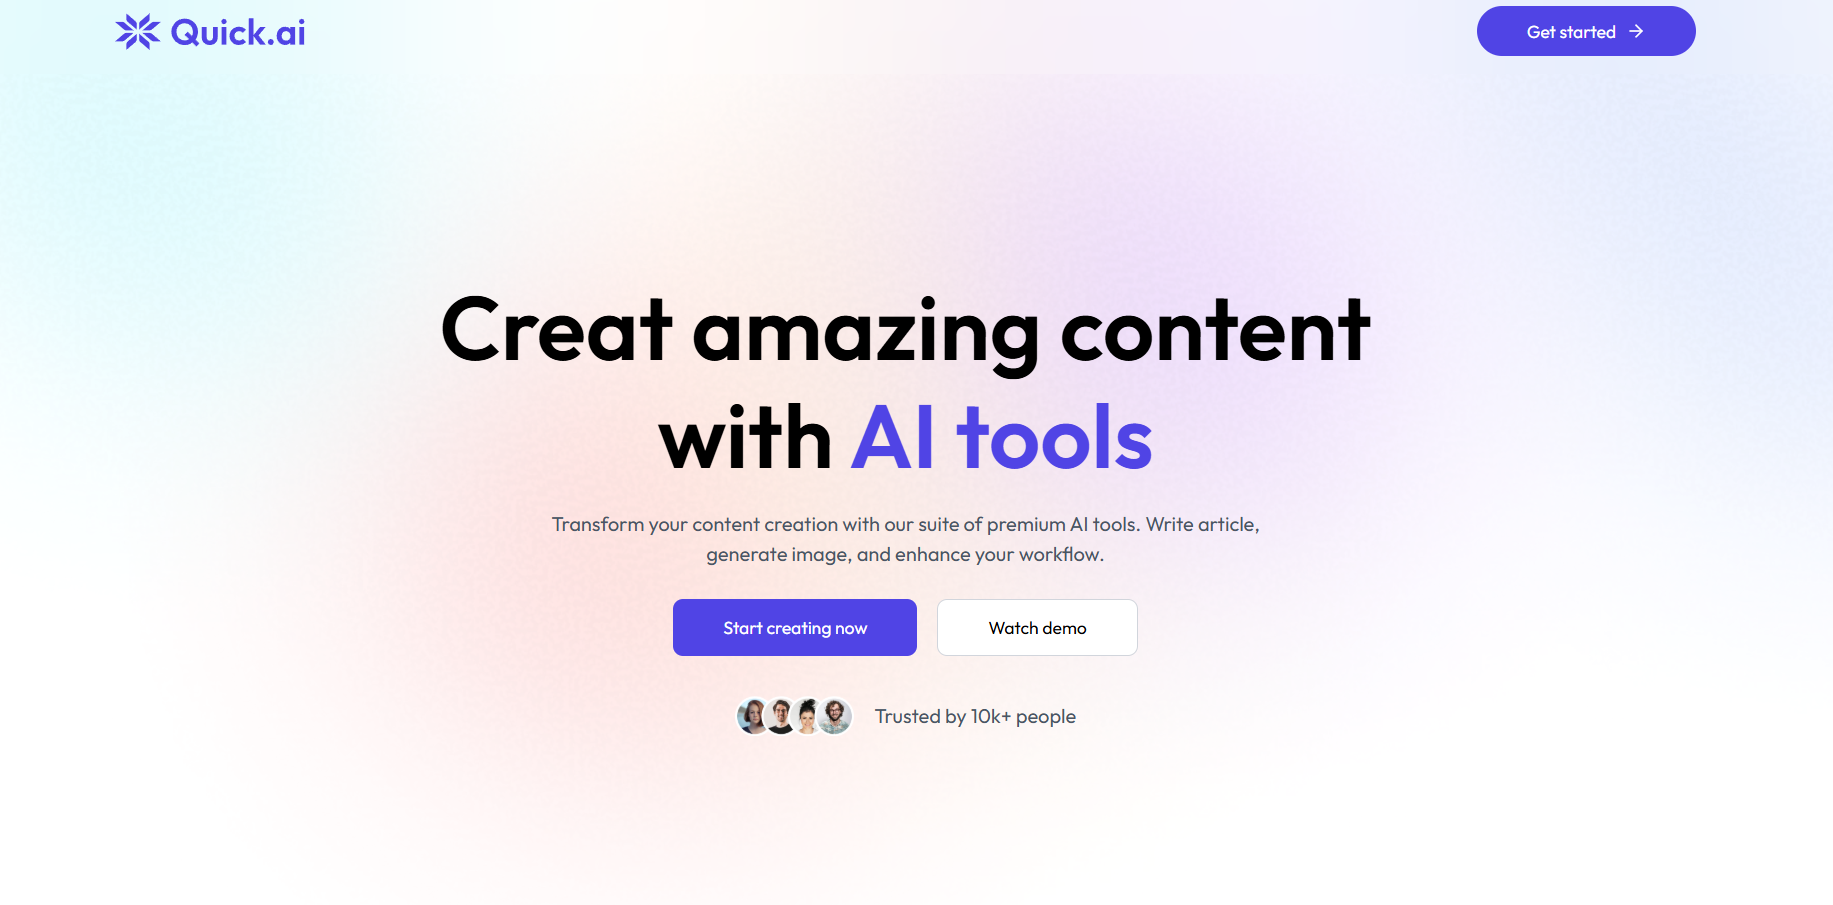 Quick.ai
Get started
Creat amazing content
with AI tools
Transform your content creation with our suite of premium AI tools. Write article,
generate image, and enhance your workflow.
Start creating now
Watch demo
Trusted by 10k+ people